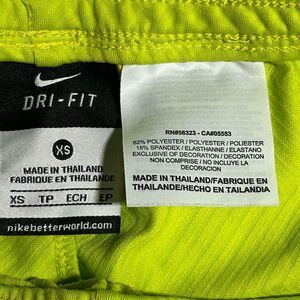 DRI-FIT
XS
MADE IN THAILAND
FABRIQUE EN THAILANDE
XS TP ECH EP
nikebetterworld.com
RN#56323 - CA#05553
82% POLYESTER / POLYESTER / POLIESTER
18% SPANDEX / ELASTHANNE / ELASTANO
EXCLUSIVE OF DECORATION / DECORATION
NON COMPRISE / NO INCLUYE LA
DECORACION
MADE IN THAILAND/FABRIQUE EN
THAILANDE/HECHO EN TAILANDIA